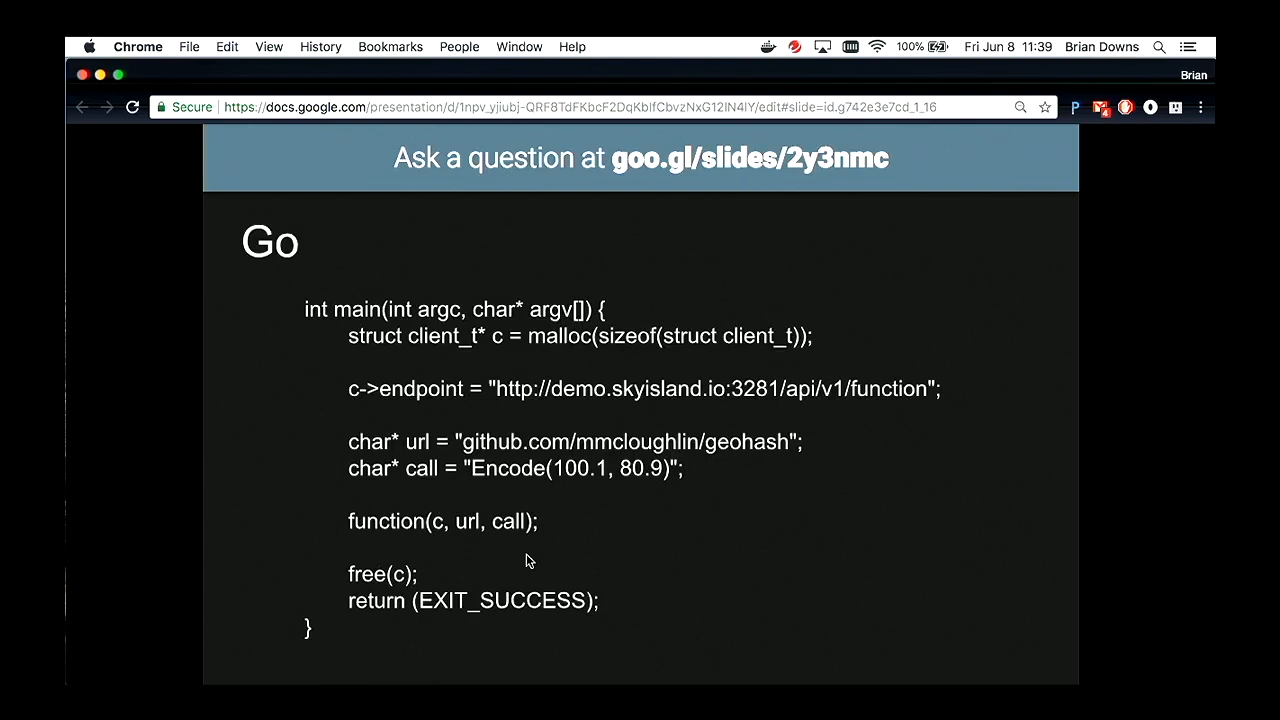 Chrome File Edit View History Bookmarks People Window Help 100% Fri Jun 8 11:39 Brian Downs
Brian
Secure https://docs.google.com/presentation/d/1npv_yjiubj-QRF8TdFKbcF2DqKbIfCbvzNxG12IN4IY/edit#slide=id.g742e3e7cd_1_16
Ask a question at goo.gl/slides/2y3nmc
Go
int main(int argc, char* argv[]) {
struct client_t* c = malloc(sizeof(struct client_t));
c->endpoint = "http://demo.skyisland.io:3281/api/v1/function";
char* url = "github.com/mmcloughlin/geohash";
char* call = "Encode(100.1, 80.9)";
function(c, url, call);
free(c);
return (EXIT_SUCCESS);
}